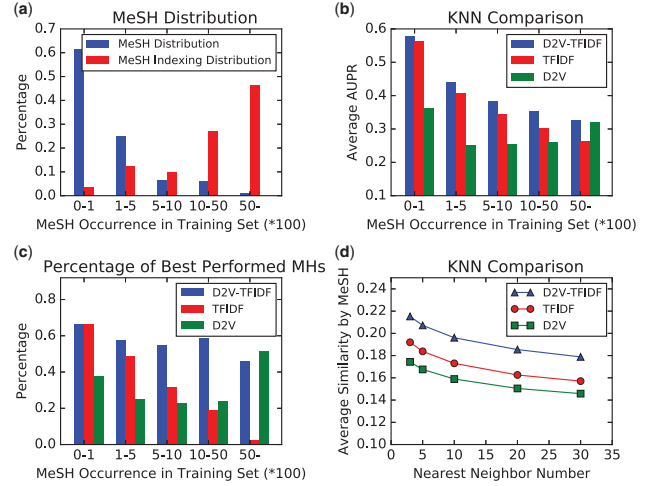 (a) MeSH Distribution
0.7
0.6
0.5
0.4
0.3
0.2
0.1
0.0
Percentage
MeSH Distribution
MeSH Indexing Distribution
0-1 1-5 5-10 10-50 50-
MeSH Occurrence in Training Set (*100)
(b) KNN Comparison
0.6
0.5
0.4
0.3
0.2
0.1
Average AUPR
D2V-TFIDF
TFIDF
D2V
0-1 1-5 5-10 10-50 50-
MeSH Occurrence in Training Set (*100)
(c) Percentage of Best Performed MHs
0.8
0.6
0.4
0.2
0.0
Percentage
D2V-TFIDF
TFIDF
D2V
0-1 1-5 5-10 10-50 50-
MeSH Occurrence in Training Set (*100)
(d) KNN Comparison
0.24
0.22
0.20
0.18
0.16
0.14
0.12
0.10
Average Similarity by MeSH
D2V-TFIDF
TFIDF
D2V
0 5 10 15 20 25 30 35
Nearest Neighbor Number